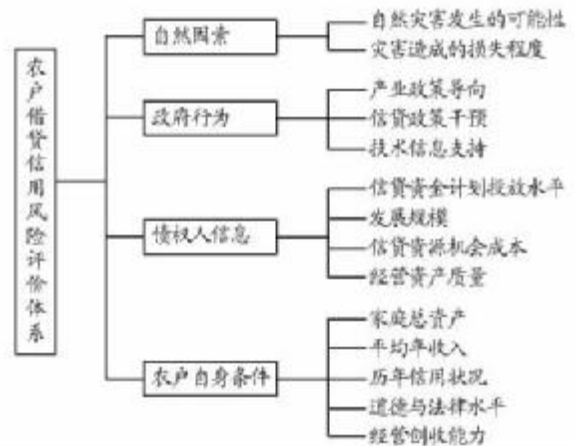 农户借贷信用风险评价体系
自然因素
自然灾害发生的可能性
灾害造成的损失程度
政府行为
产业政策导向
信贷政策干预
技术信息支持
债权人信息
信贷资金计划投放水平
发展规模
信贷资源机会成本
经营资产质量
农户自身条件
家庭总资产
平均年收入
历年信用状况
道德与法律水平
经营创收能力